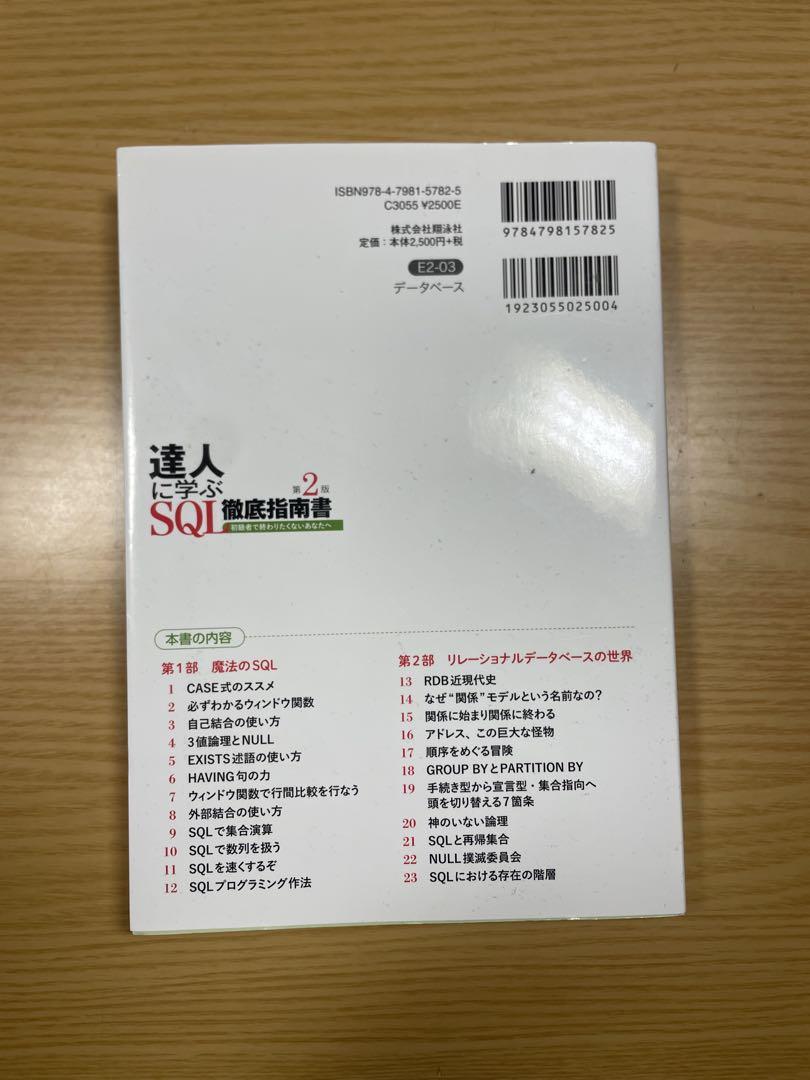 ISBN978-4-7981-5782-5
C3055 ¥2500E
株式会社翔泳社
定価：本体2,500円+税
E2-03
データベース
9784798157825
1923055025004
達人
に学ぶ
第2版
SQL徹底指南書
初級者で終わりたくないあなたへ
本書の内容
第1部 魔法のSQL
1 CASE式のススメ
2 必ずわかるウィンドウ関数
3 自己結合の使い方
4 3値論理とNULL
5 EXISTS述語の使い方
6 HAVING句の力
7 ウィンドウ関数で行間比較を行なう
8 外部結合の使い方
9 SQLで集合演算
10 SQLで数列を扱う
11 SQLを速くするぞ
12 SQLプログラミング作法
第2部 リレーショナルデータベースの世界
13 RDB近現代史
14 なぜ“関係”モデルという名前なの？
15 関係に始まり関係に終わる
16 アドレス、この巨大な怪物
17 順序をめぐる冒険
18 GROUP BYとPARTITION BY
19 手続き型から宣言型・集合指向へ
頭を切り替える7箇条
20 神のいない論理
21 SQLと再帰集合
22 NULL撲滅委員会
23 SQLにおける存在の階層